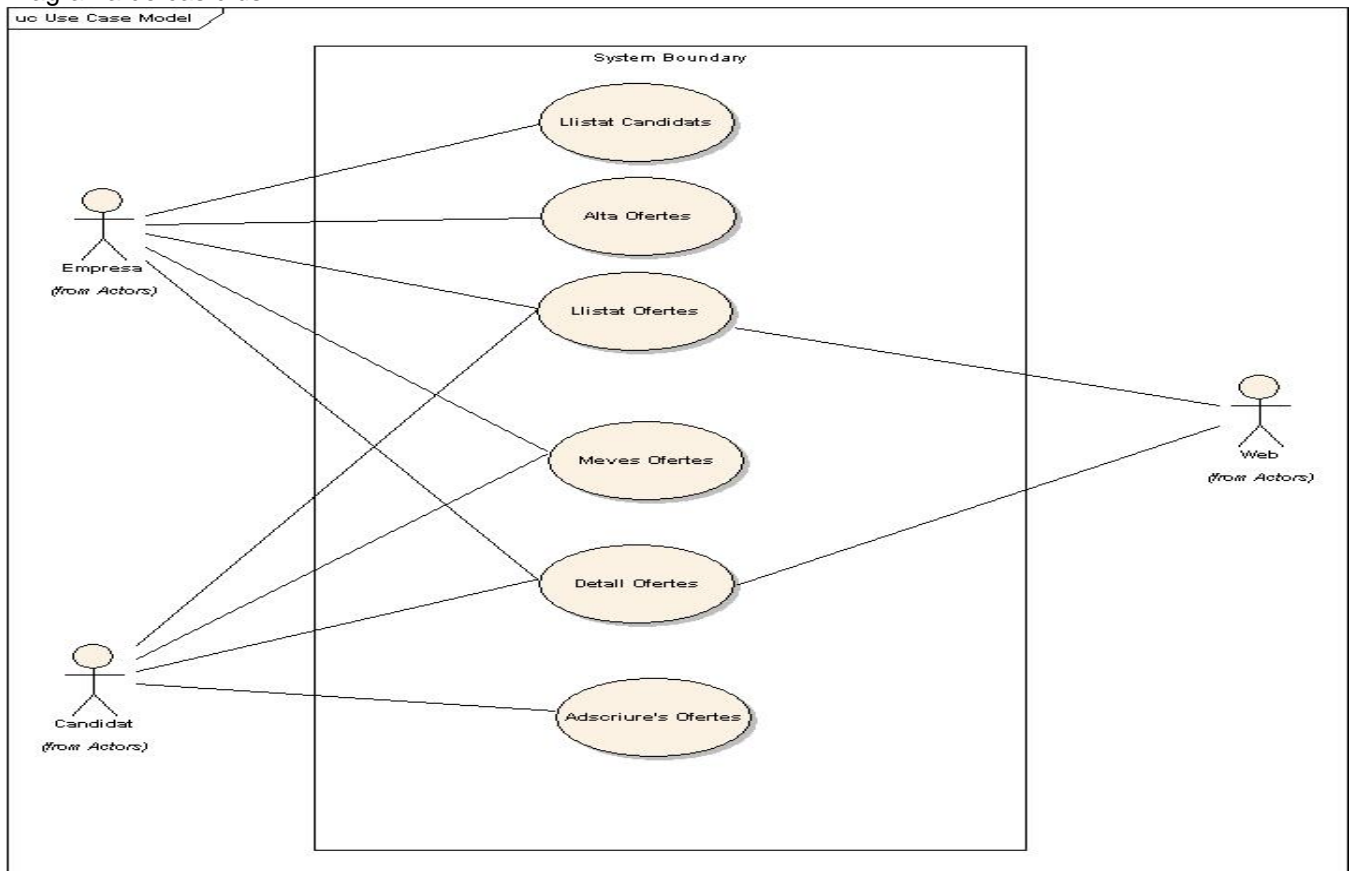 uc Use Case Model
System Boundary
Llistat Candidats
Alta Ofertes
Empresa
(from Actors)
Llistat Ofertes
Web
(from Actors)
Meves Ofertes
Detall Ofertes
Candidat
(from Actors)
Adscriure's Ofertes